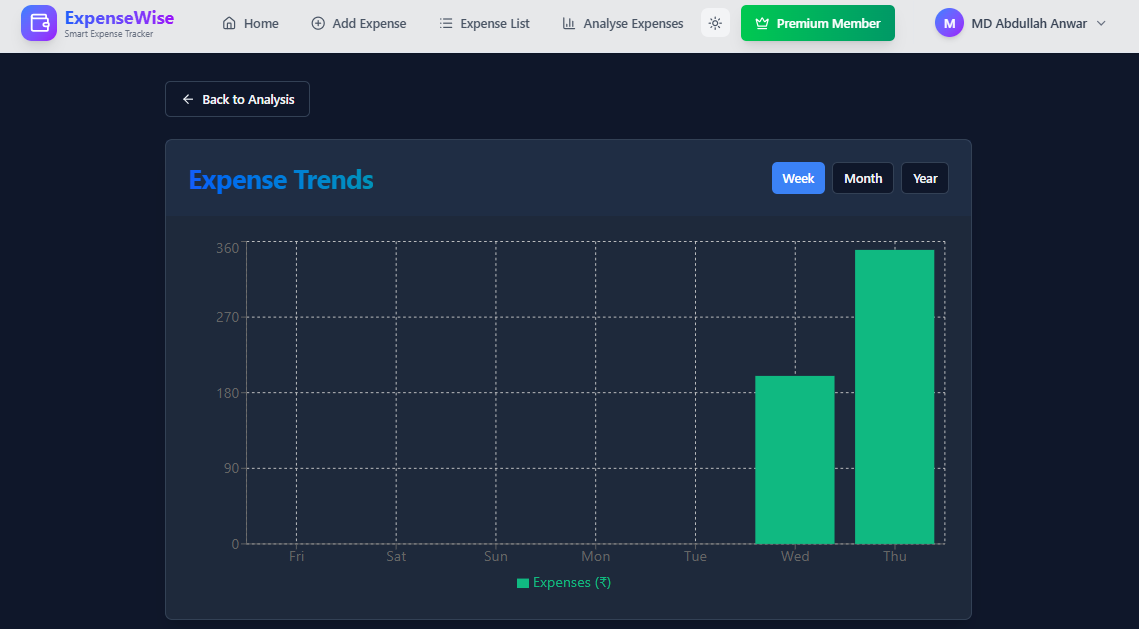 ExpenseWise
Smart Expense Tracker
Home
Add Expense
Expense List
Analyse Expenses
Premium Member
M
MD Abdullah Anwar
Back to Analysis
Expense Trends
Week
Month
Year
360
270
180
90
0
Fri Sat Sun Mon Tue Wed Thu
Expenses (₹)